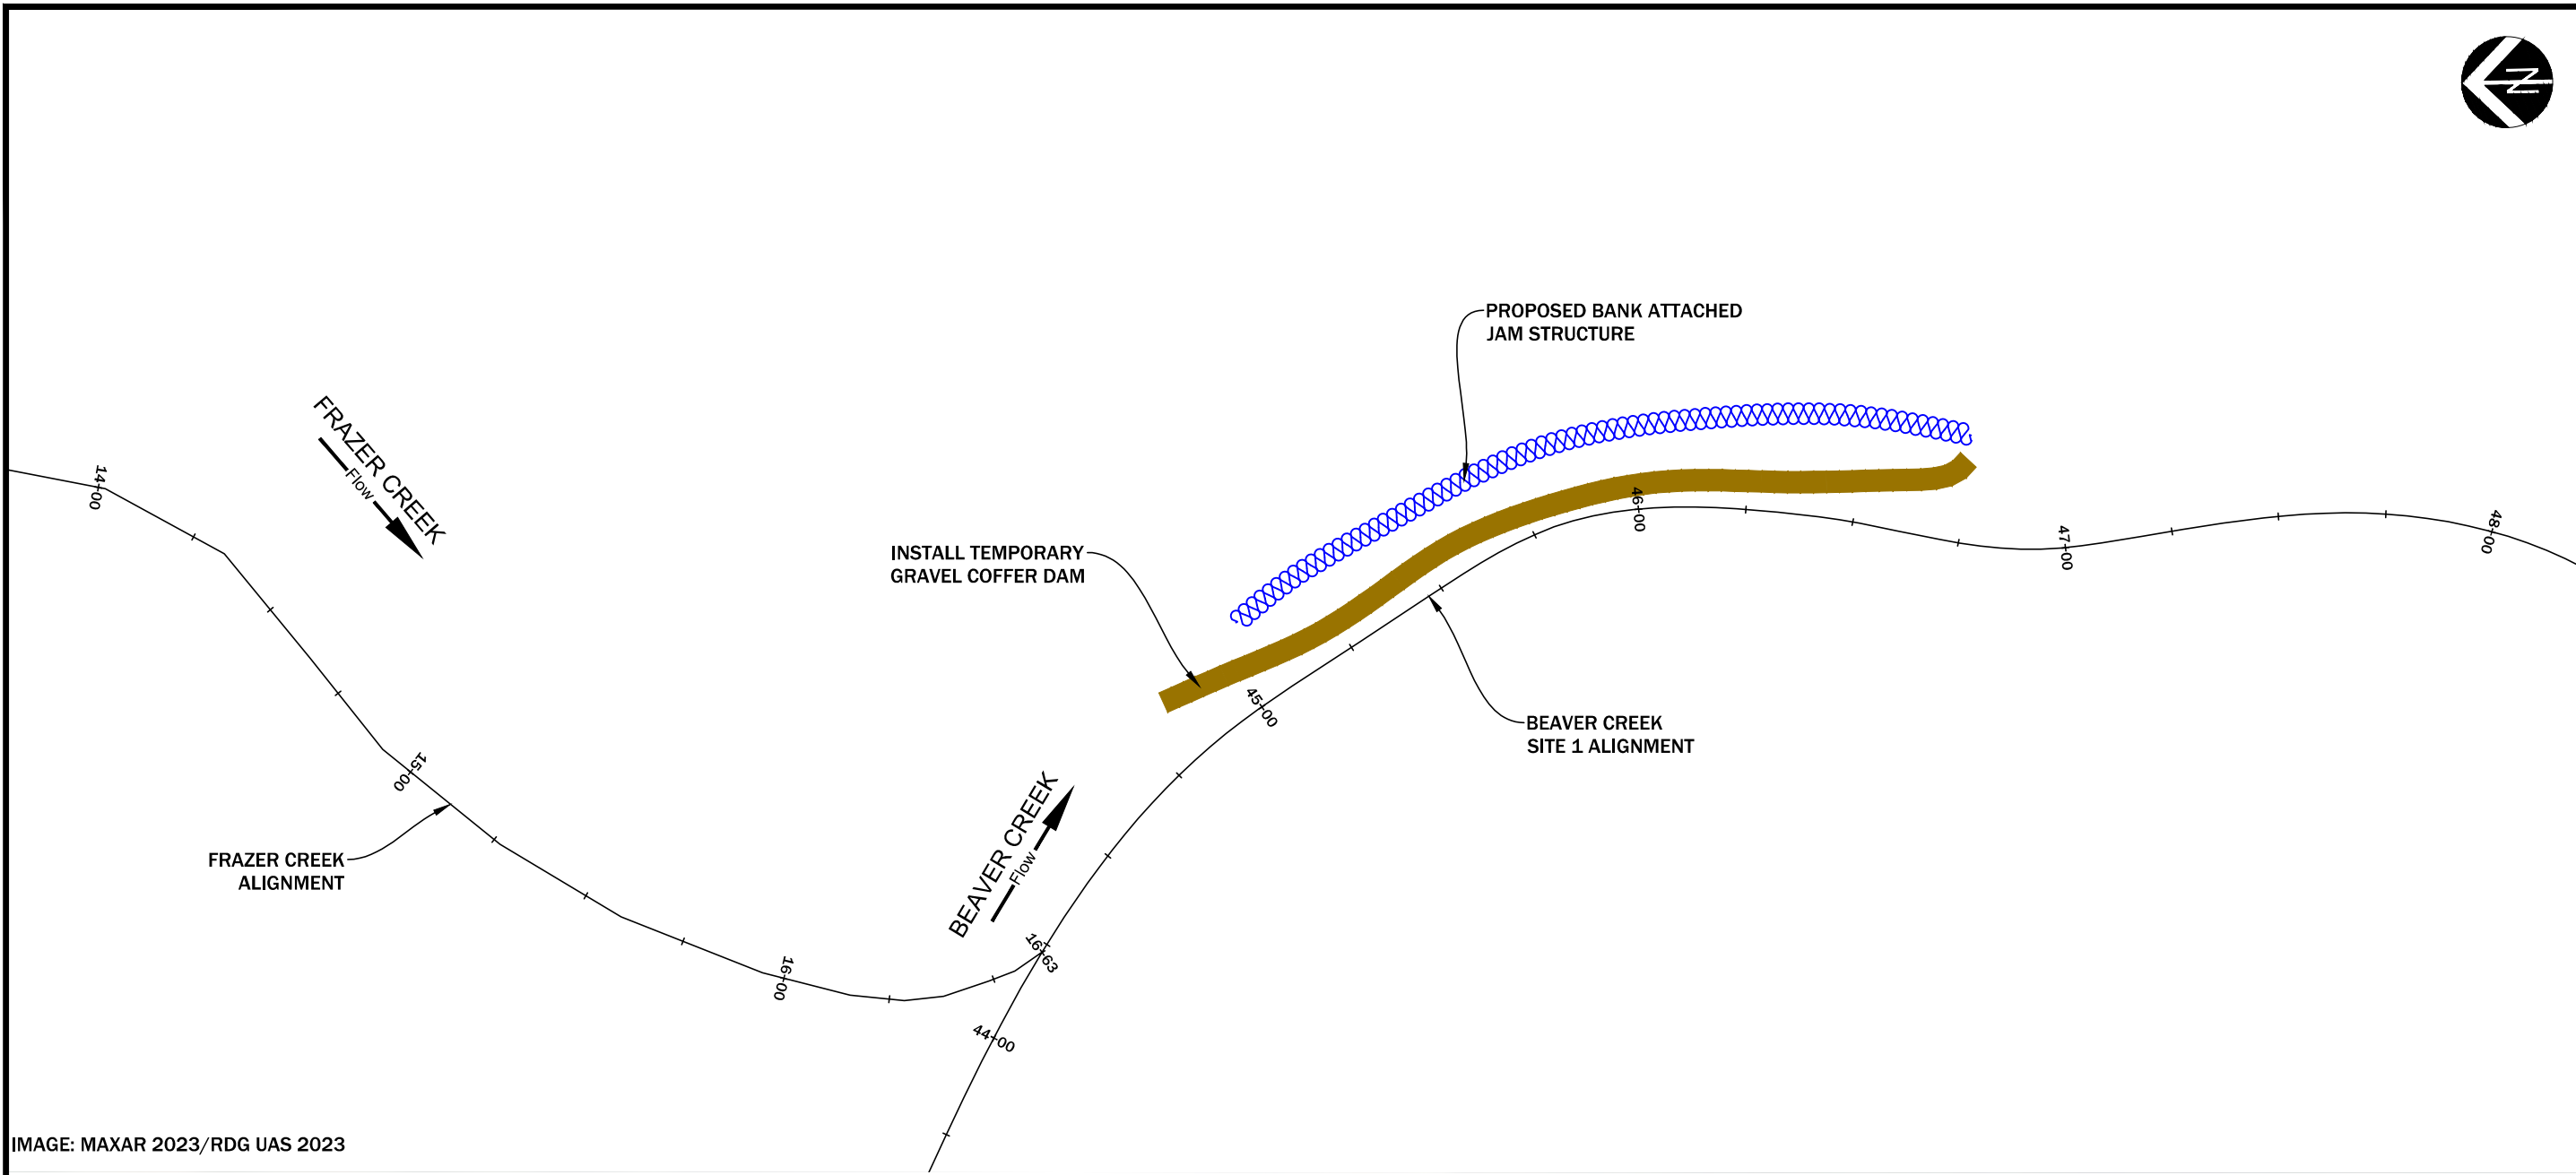 N
PROPOSED BANK ATTACHED
JAM STRUCTURE
FRAZER CREEK
Flow
14+00
46+00
48+00
47+00
INSTALL TEMPORARY
GRAVEL COFFER DAM
45+00
BEAVER CREEK
SITE 1 ALIGNMENT
15+00
BEAVER CREEK
Flow
FRAZER CREEK
ALIGNMENT
16+63
16+00
44+00
IMAGE: MAXAR 2023/RDG UAS 2023